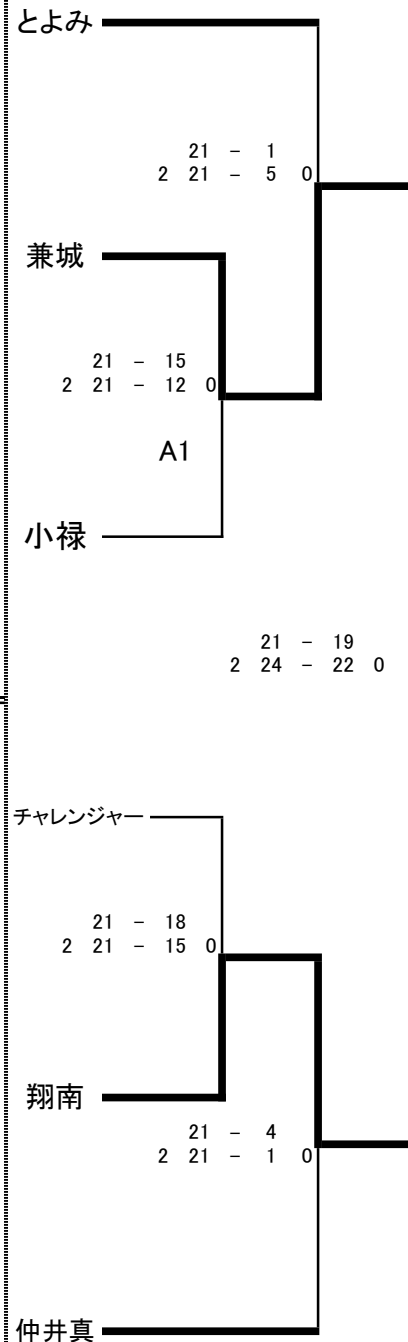 とよみ
21 － 1
2 21 － 5 0
兼城
21 － 15
2 21 － 12 0
A1
小禄
21 － 19
2 24 － 22 0
チャレンジャー
21 － 18
2 21 － 15 0
翔南
21 － 4
2 21 － 1 0
仲井真